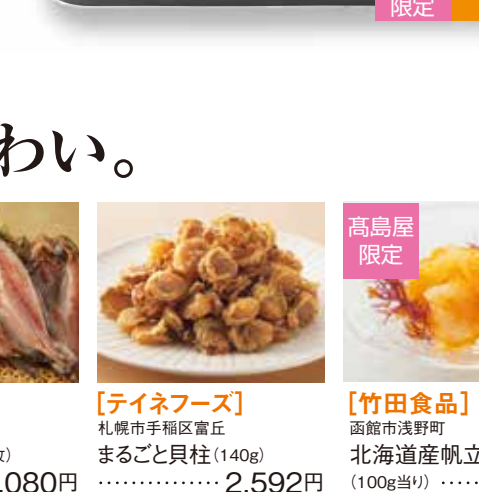 限定
わい。
髙島屋
限定
[テイネフーズ]
札幌市手稲区富丘
まるごと貝柱(140g)
……………2,592円
[竹田食品]
函館市浅野町
北海道産帆立
(100g当り)……
,080円